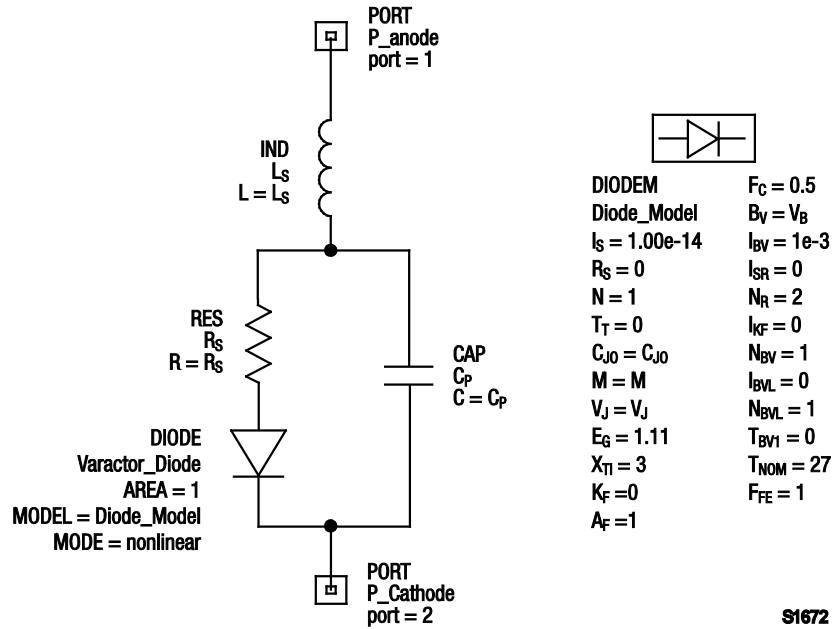 PORT
P_anode
port = 1
IND
LS
L = LS
RES
RS
R = RS
CAP
CP
C = CP
DIODE
Varactor_Diode
AREA = 1
MODEL = Diode_Model
MODE = nonlinear
PORT
P_Cathode
port = 2
DIODEM
Diode_Model
IS = 1.00e-14
RS = 0
N = 1
TT = 0
CJO = CJO
M = M
VJ = VJ
EG = 1.11
XTI = 3
KF =0
AF =1
FC = 0.5
BV = VB
IBV = 1e-3
ISR = 0
NR = 2
IKF = 0
NBV = 1
IBVL = 0
NBVL = 1
TBV1 = 0
TNOM = 27
FFE = 1
S1672